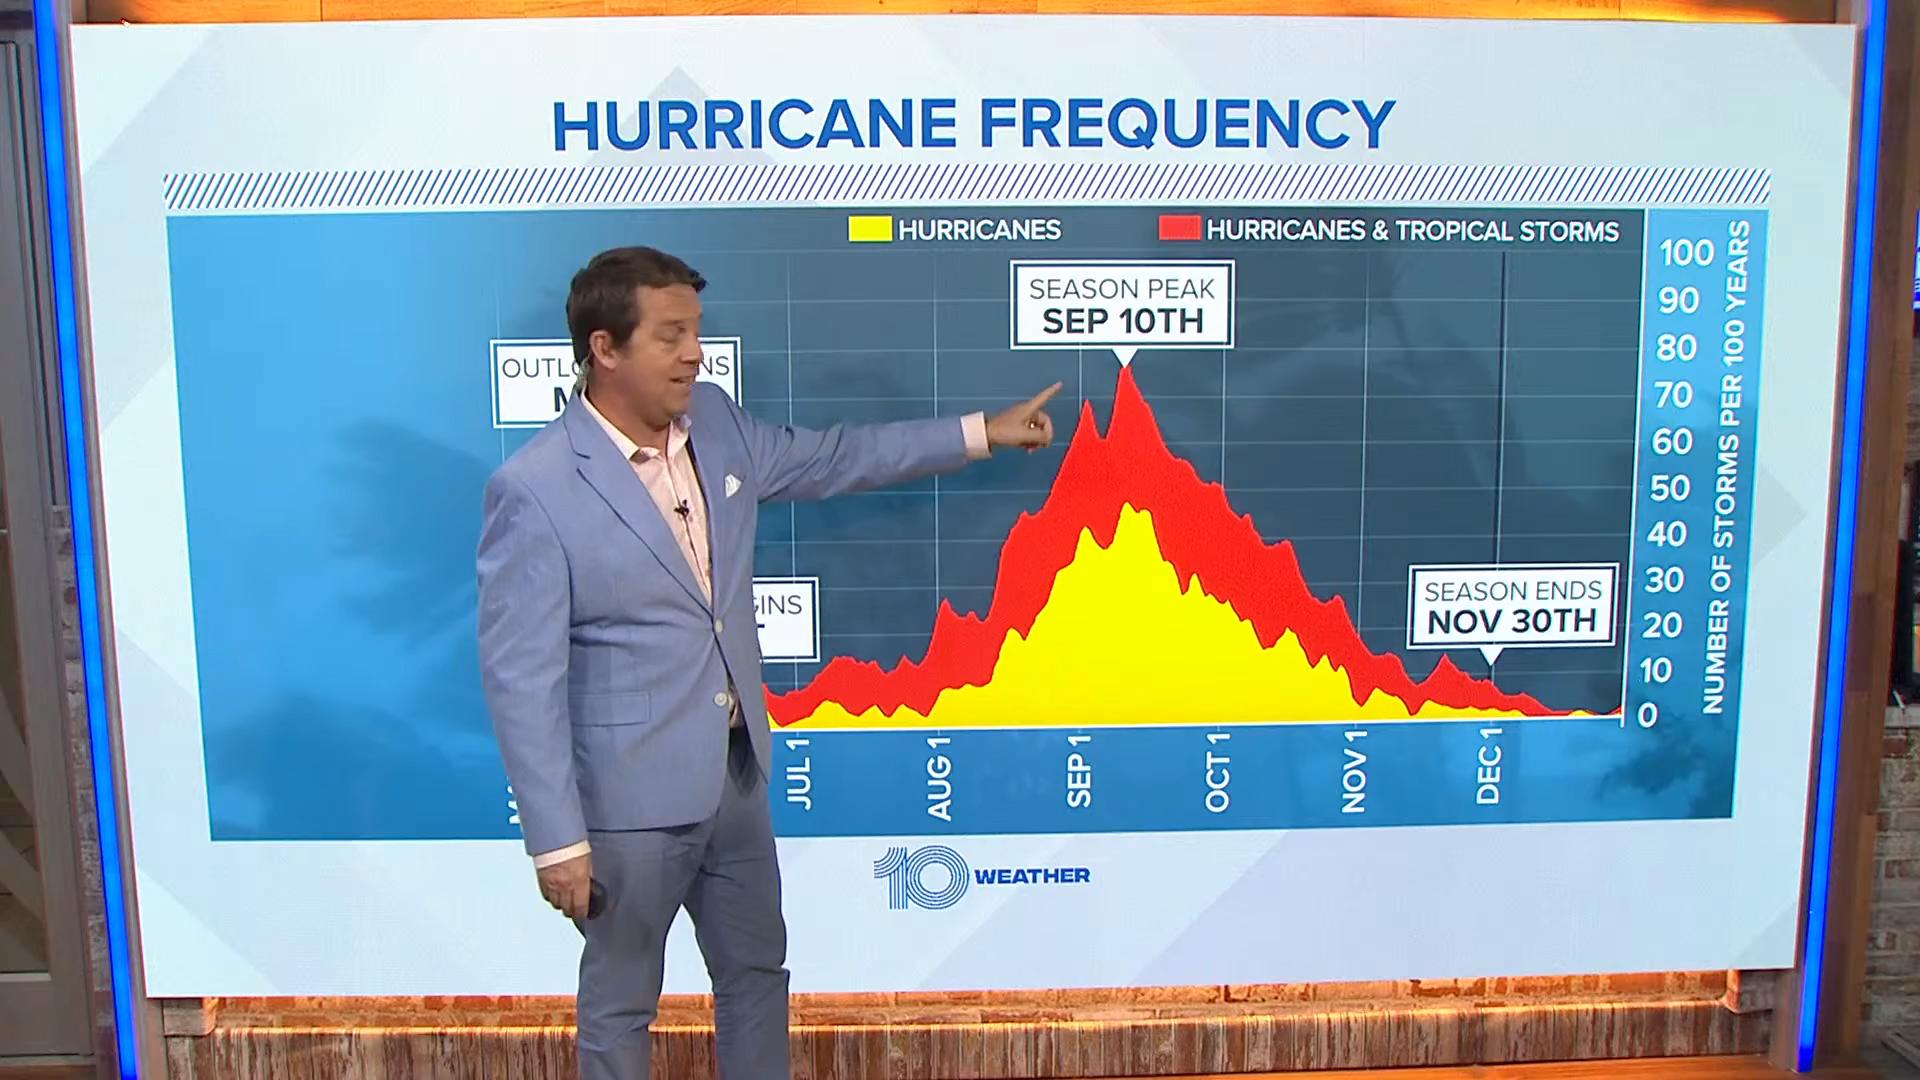 HURRICANE FREQUENCY
HURRICANES
HURRICANES & TROPICAL STORMS
SEASON PEAK
SEP 10TH
SEASON ENDS
NOV 30TH
100
90
80
70
60
50
40
30
20
10
0
NUMBER OF STORMS PER 100 YEARS
JUL 1
AUG 1
SEP 1
OCT 1
NOV 1
DEC 1
10 WEATHER